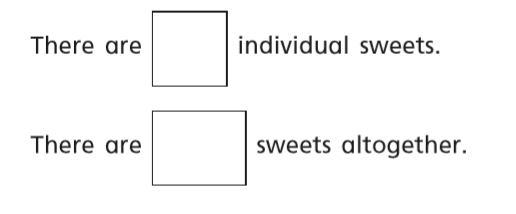 There are individual sweets.
There are sweets altogether.